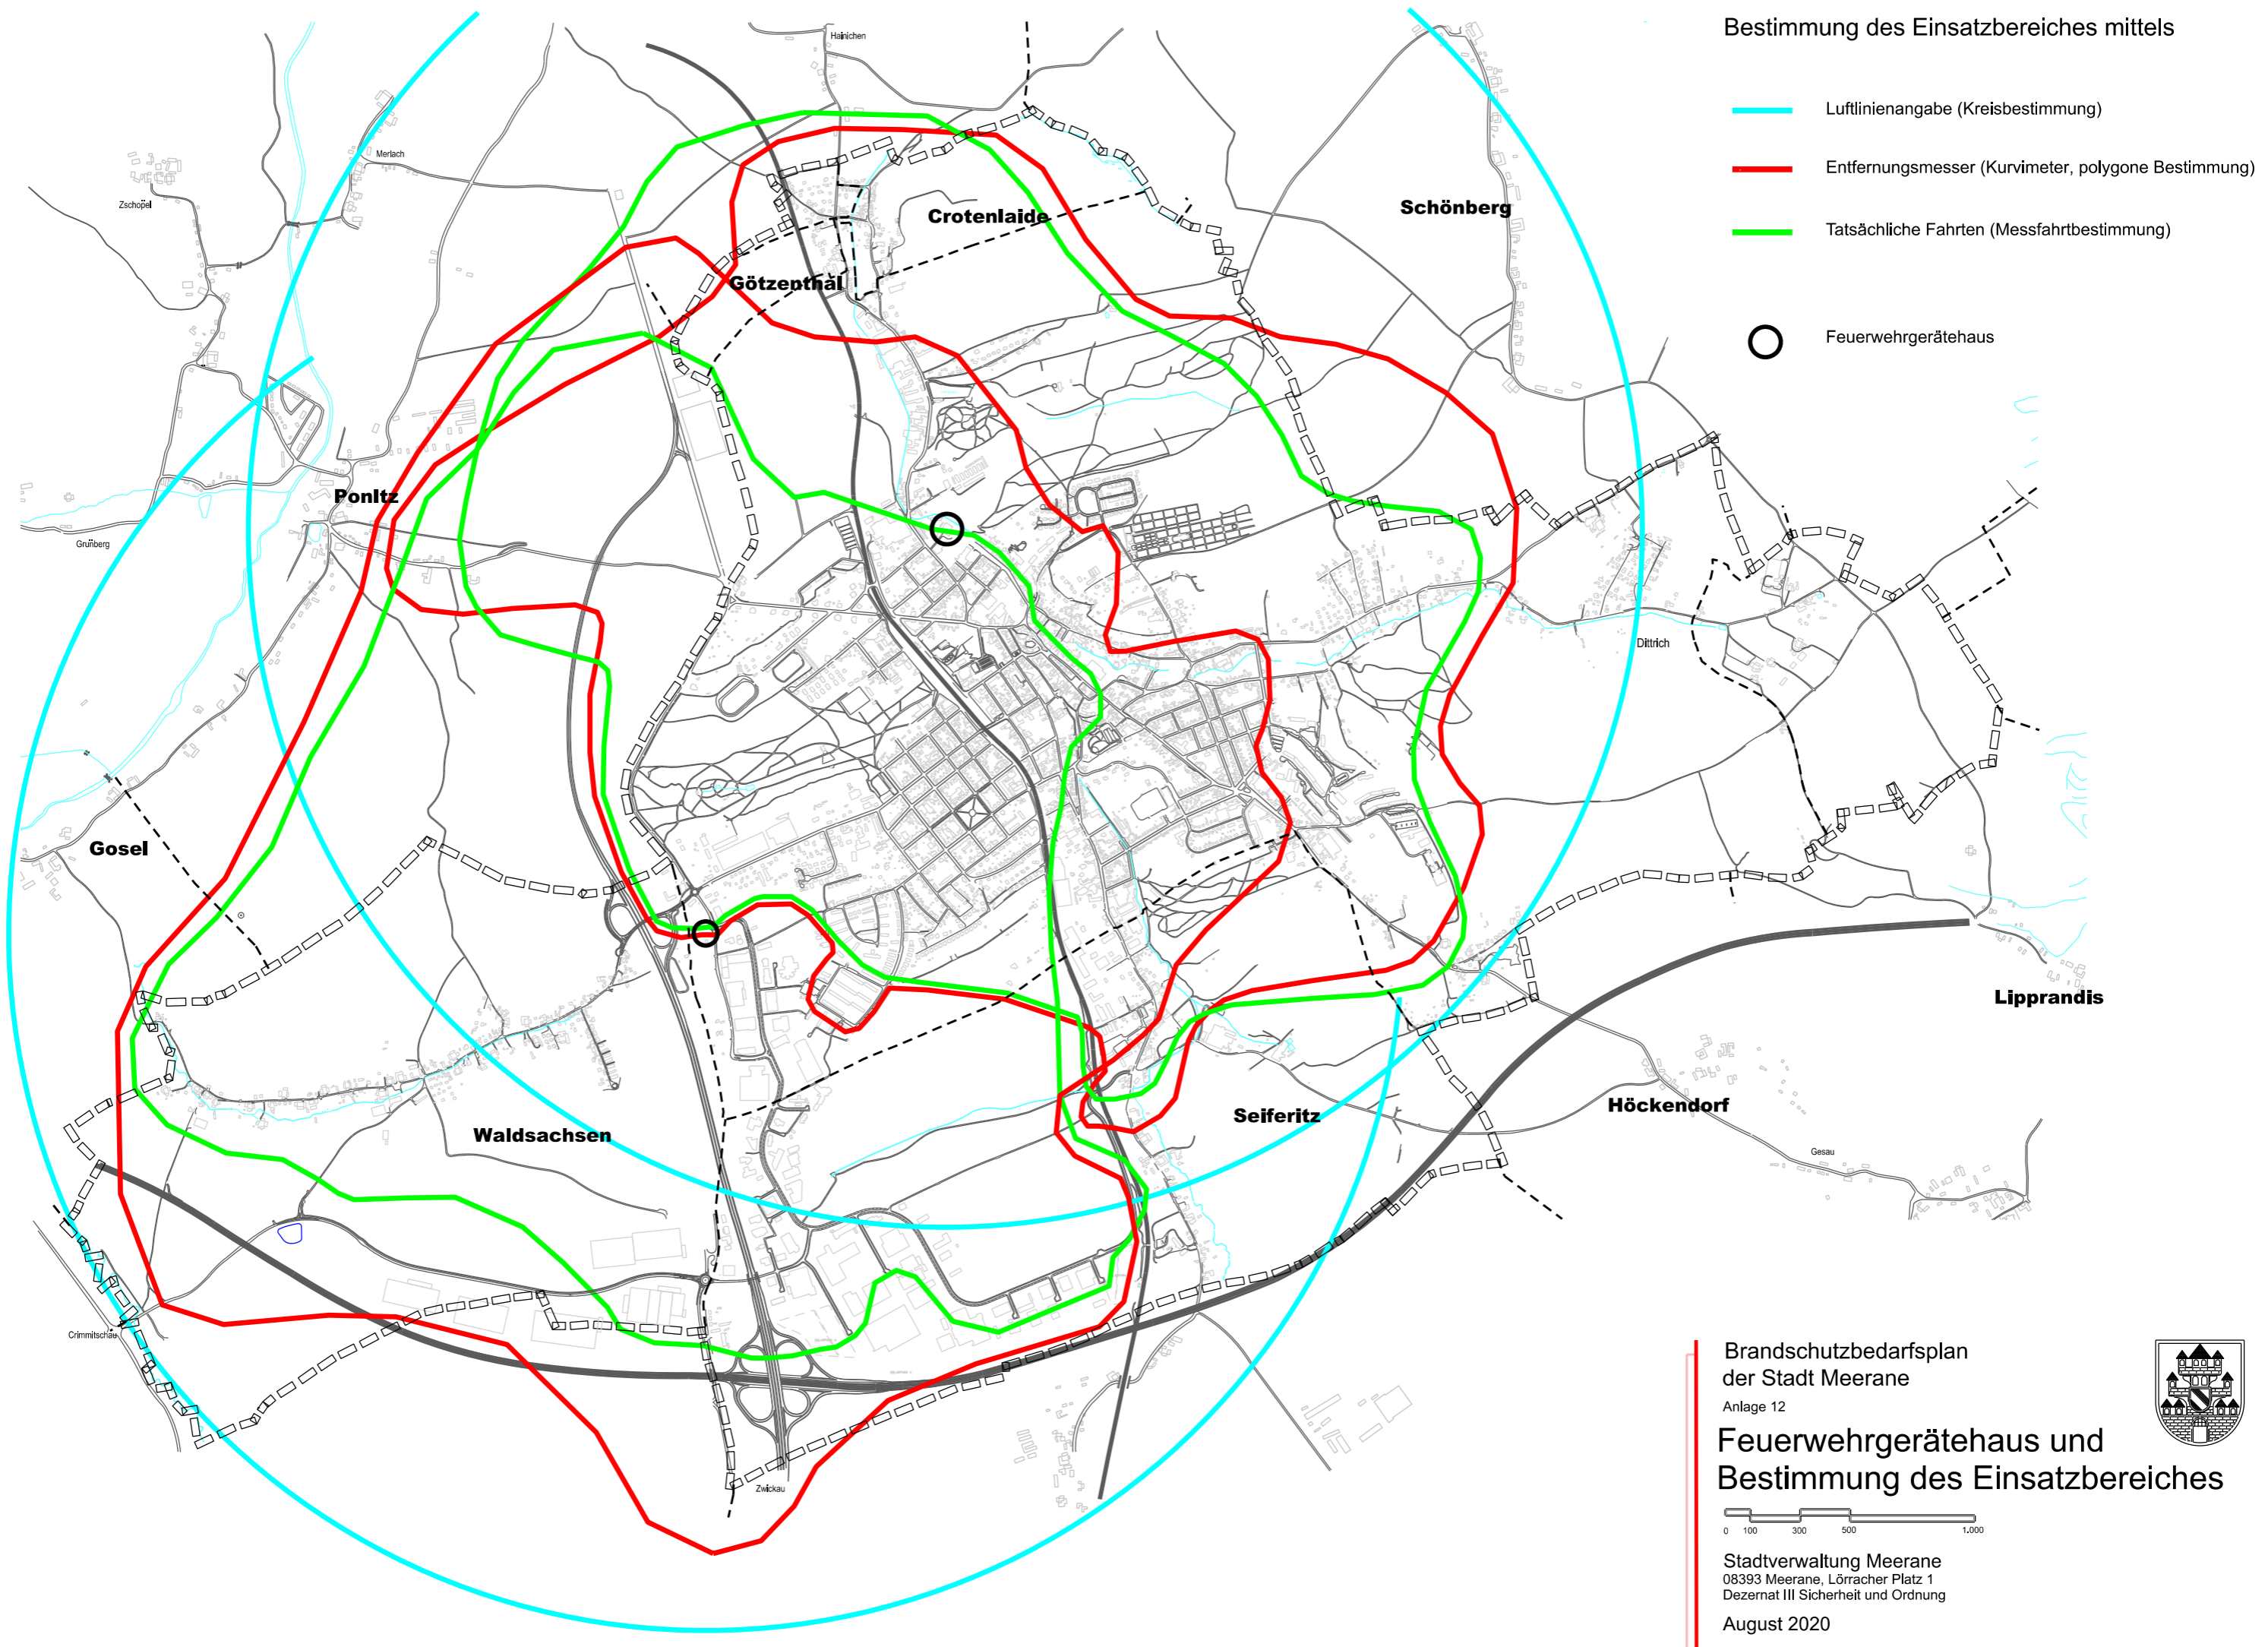 Bestimmung des Einsatzbereiches mittels
Luftlinienangabe (Kreisbestimmung)
Entfernungsmesser (Kurvimeter, polygone Bestimmung)
Tatsächliche Fahrten (Messfahrtbestimmung)
Feuerwehrgerätehaus
Hainichen
Merlach
Zschöpel
Crotenlaide
Schönberg
Götzenthal
Ponitz
Grünberg
Dittrich
Gosel
Lipprandis
Waldsachsen
Seiferitz
Höckendorf
Gesau
Crimmitschau
Zwickau
Brandschutzbedarfsplan
der Stadt Meerane
Anlage 12
Feuerwehrgerätehaus und
Bestimmung des Einsatzbereiches
0 100 300 500 1.000
Stadtverwaltung Meerane
08393 Meerane, Lörracher Platz 1
Dezernat III Sicherheit und Ordnung
August 2020